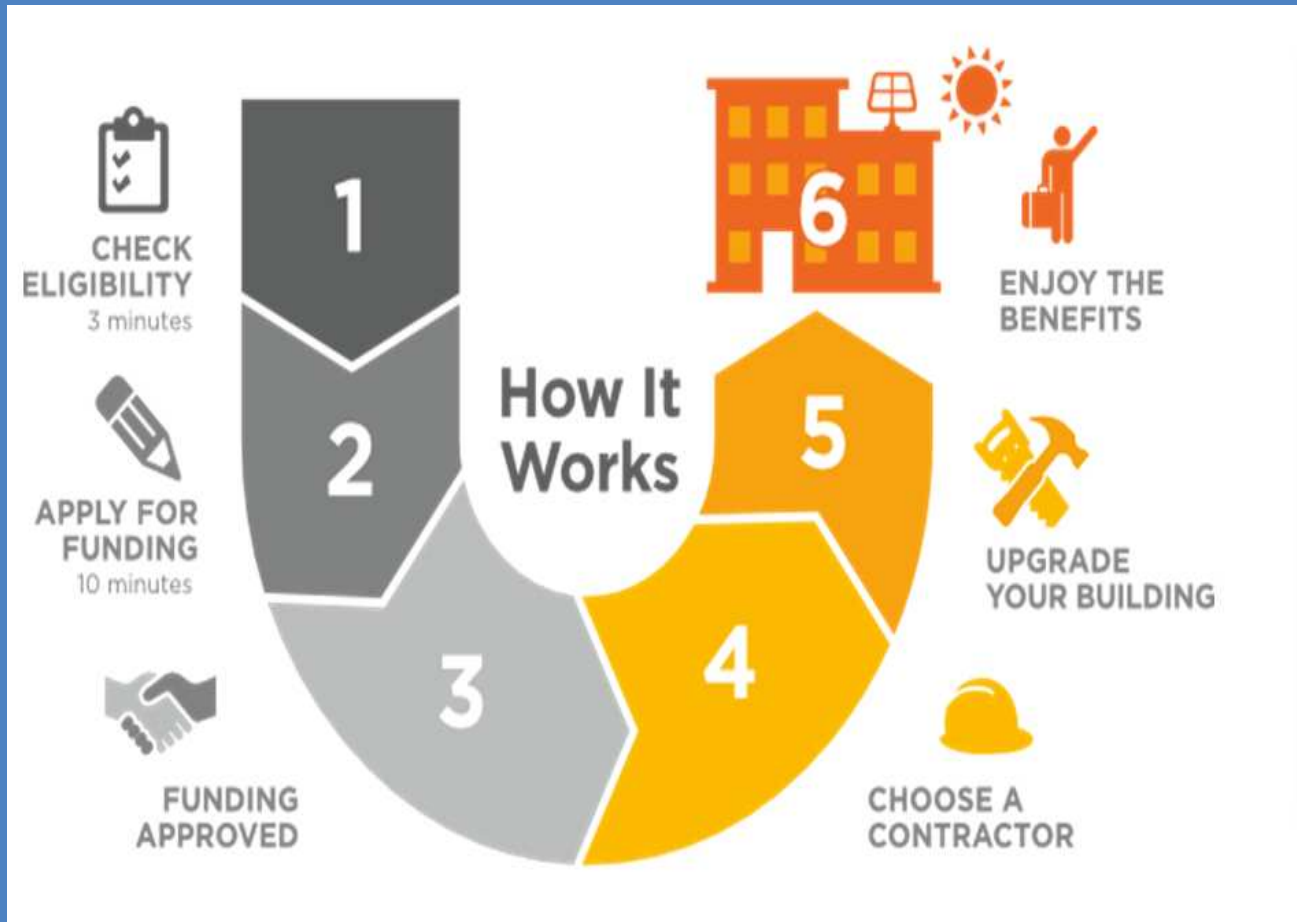 1
CHECK
ELIGIBILITY
3 minutes
2
APPLY FOR
FUNDING
10 minutes
3
FUNDING
APPROVED
How It
Works
4
CHOOSE A
CONTRACTOR
5
UPGRADE
YOUR BUILDING
6
ENJOY THE
BENEFITS